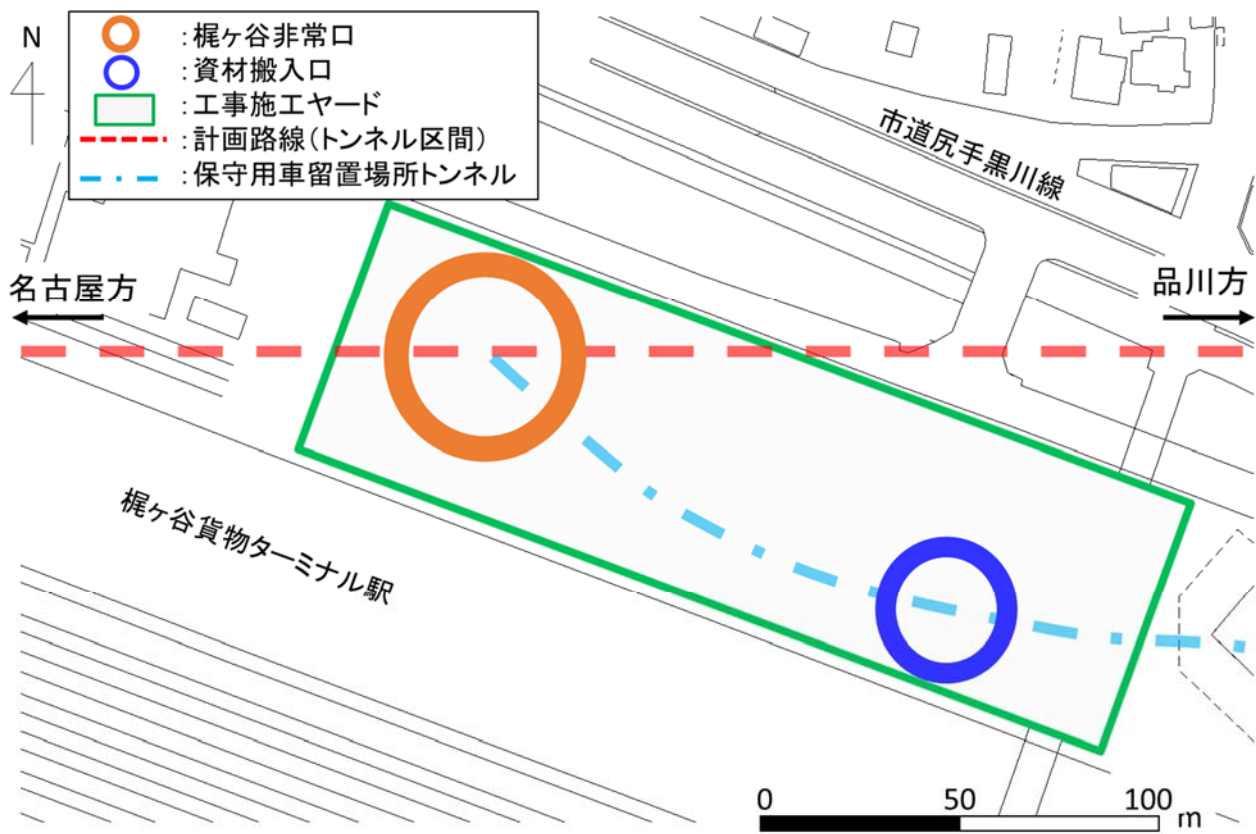 N
:梶ヶ谷非常口
:資材搬入口
:工事施工ヤード
:計画路線(トンネル区間)
:保守用車留置場所トンネル
市道尻手黒川線
名古屋方
品川方
梶ヶ谷貨物ターミナル駅
0 50 100
m